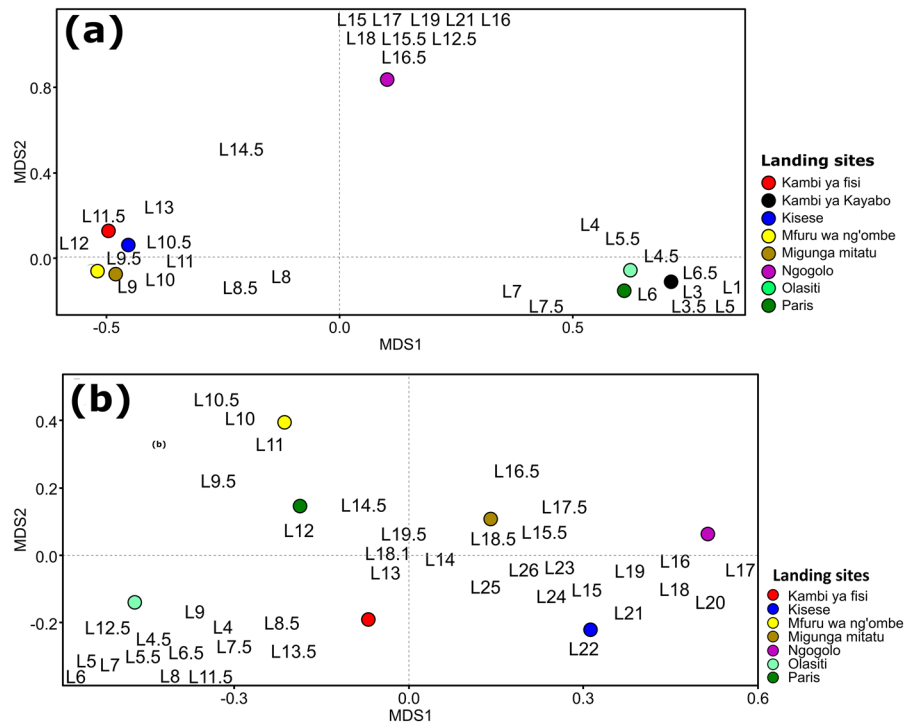 (a)
L15 L17 L19 L21 L16
L18 L15.5 L12.5
L16.5
0.8
L14.5
0.4
MDS2
L13
L11.5
L12
L10.5
L9.5
L11
0.0
L10
L9
L8.5
L8
L4
L5.5
L4.5
L6.5
L7
L6
L3
L1
L7.5
L3.5
L5
-0.5
0.0
0.5
MDS1
Landing sites
Kambi ya fisi
Kambi ya Kayabo
Kisese
Mfuru wa ng'ombe
Migunga mitatu
Ngogolo
Olasiti
Paris
(b)
L10.5
L10
0.4
L11
(b)
L9.5
L16.5
0.2
L14.5
L17.5
L12
L19.5
L18.5
L15.5
MDS2
L18.1
L14
0.0
L13
L26
L23
L19
L16
L17
L25
L24
L15
L18
L20
L9
L21
-0.2
L12.5
L4
L8.5
L4.5
L7.5
L22
L5
L7
L5.5
L6.5
L13.5
L6
L8
L11.5
-0.3
0.0
0.3
0.6
MDS1
Landing sites
Kambi ya fisi
Kisese
Mfuru wa ng'ombe
Migunga mitatu
Ngogolo
Olasiti
Paris